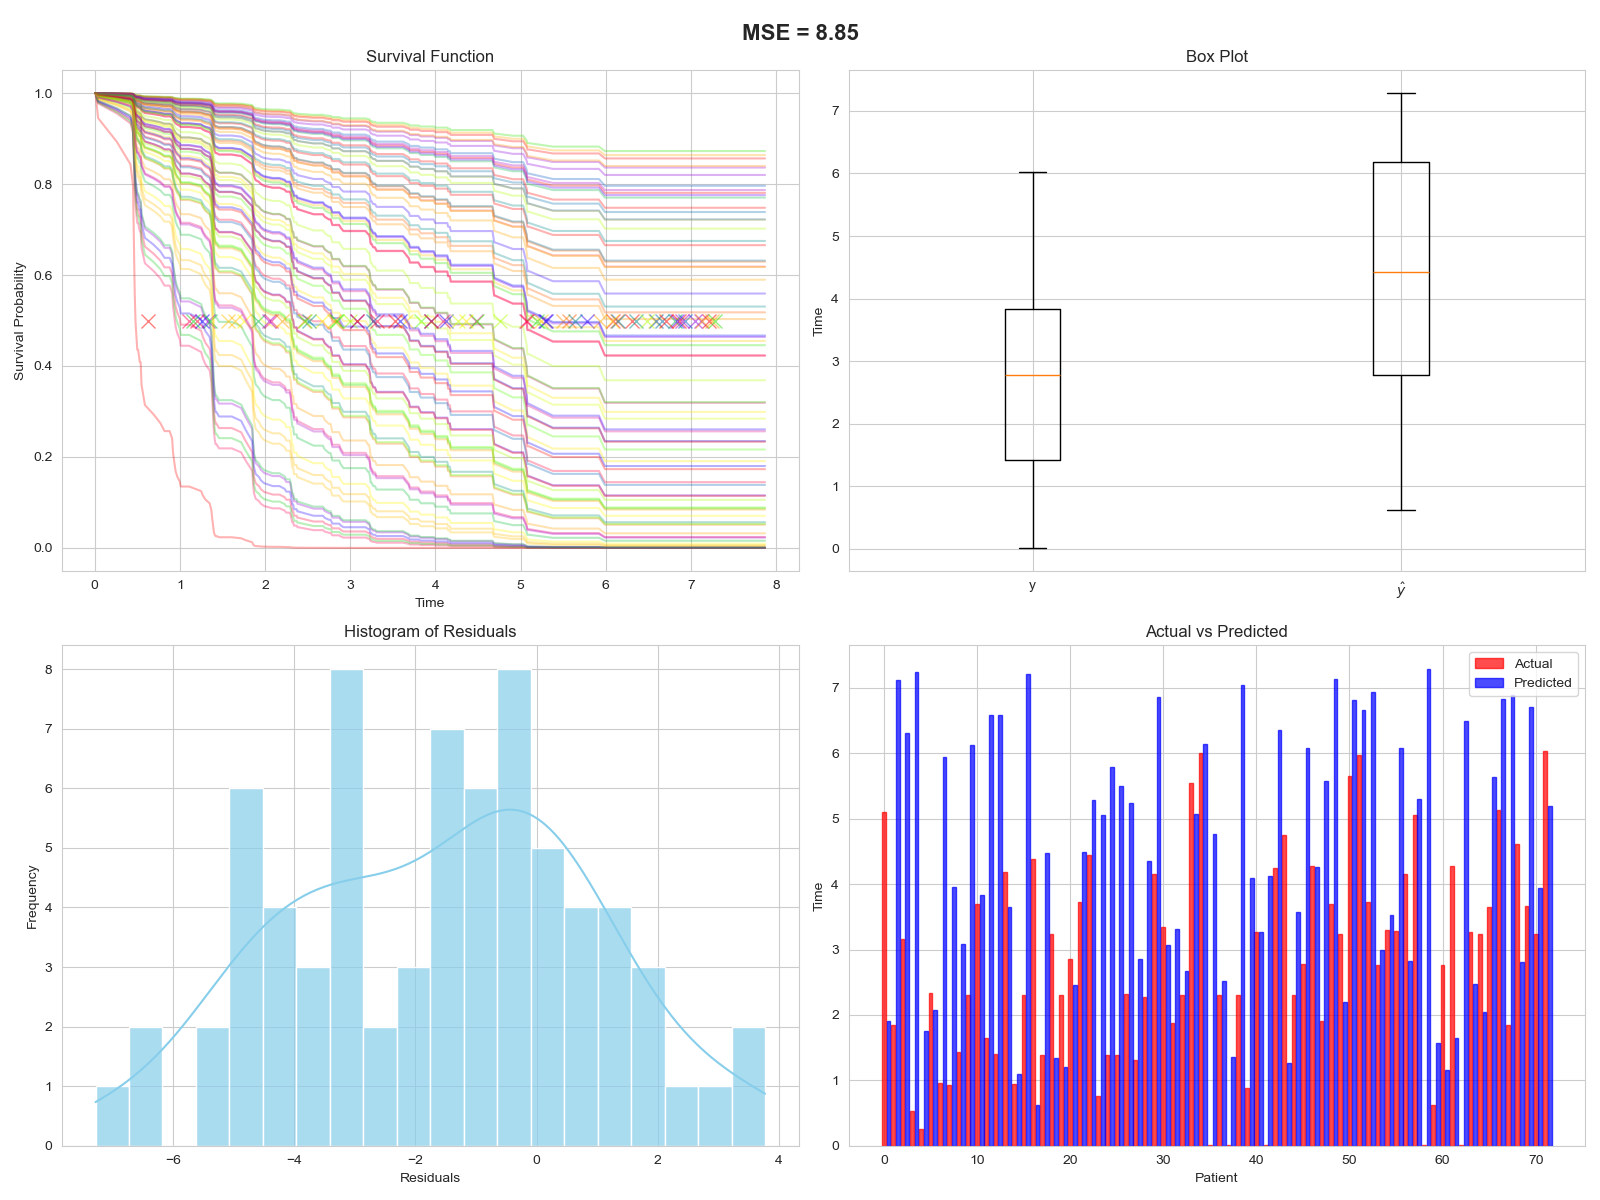 MSE = 8.85
Survival Function
Survival Probability
1.0
0.8
0.6
0.4
0.2
0.0
0 1 2 3 4 5 6 7 8
Time
Box Plot
Time
7
6
5
4
3
2
1
0
y ŷ
Histogram of Residuals
Frequency
8
7
6
5
4
3
2
1
0
−6 −4 −2 0 2 4
Residuals
Actual vs Predicted
Actual
Predicted
Time
7
6
5
4
3
2
1
0
0 10 20 30 40 50 60 70
Patient